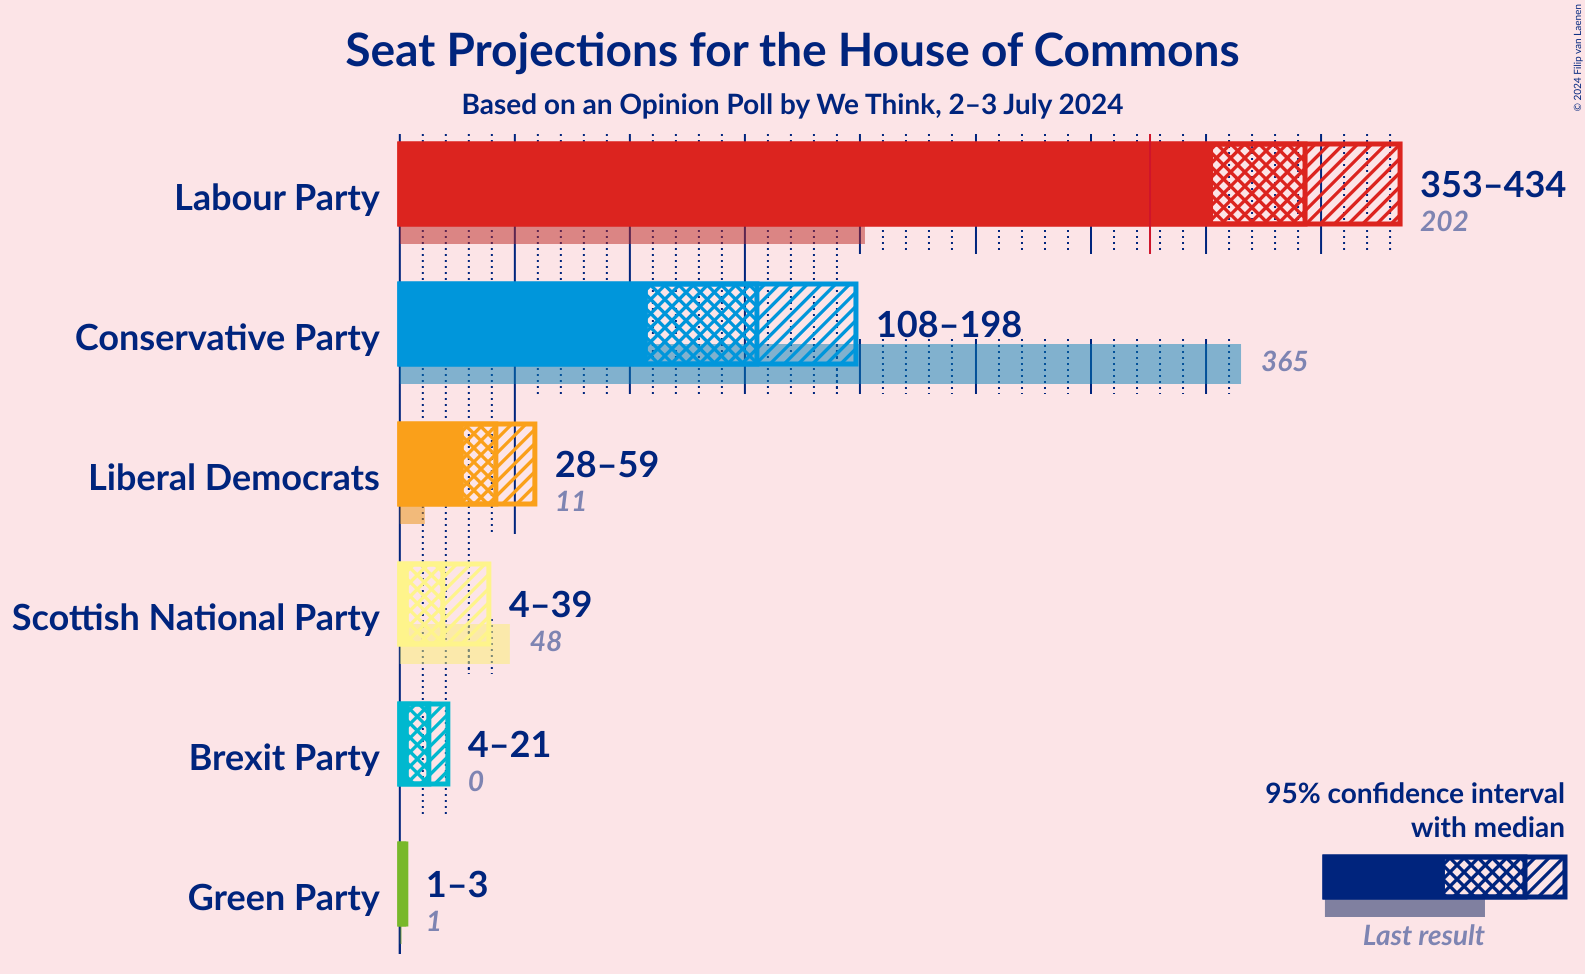 Seat Projections for the House of Commons
Based on an Opinion Poll by We Think, 2–3 July 2024
© 2024 Filip van Laenen
Labour Party
353–434
202
Conservative Party
108–198
365
Liberal Democrats
28–59
11
Scottish National Party
4–39
48
Brexit Party
4–21
0
Green Party
1–3
1
95% confidence interval
with median
Last result